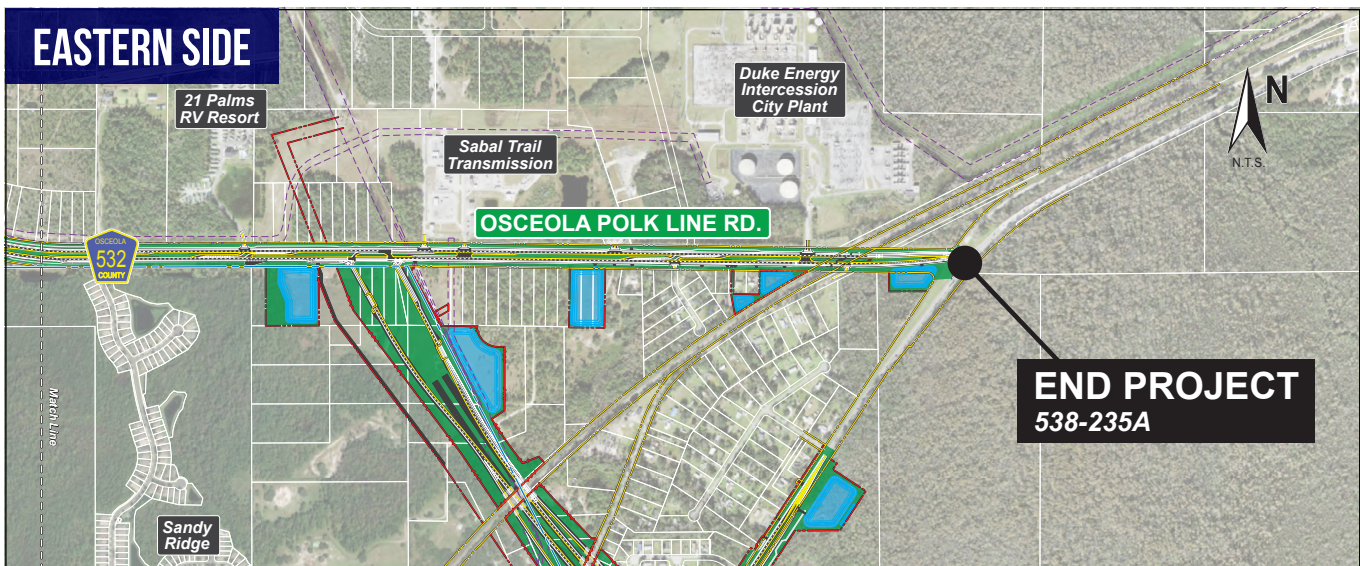 EASTERN SIDE
21 Palms
RV Resort
Sabal Trail
Transmission
Duke Energy
Intercession
City Plant
N
N.T.S.
OSCEOLA POLK LINE RD.
OSCEOLA
532
COUNTY
Match Line
END PROJECT
538-235A
Sandy
Ridge